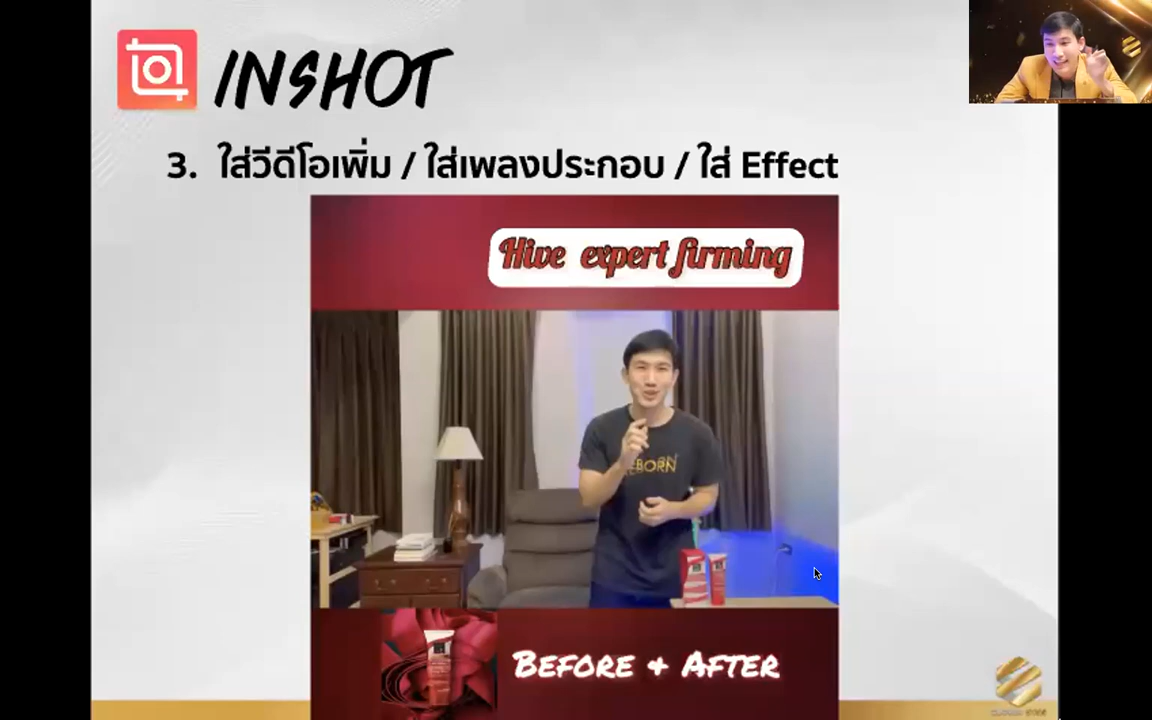 INSHOT
3. ใส่วีดีโอเพิ่ม / ใส่เพลงประกอบ / ใส่ Effect
Hive expert firming
BEFORE + AFTER